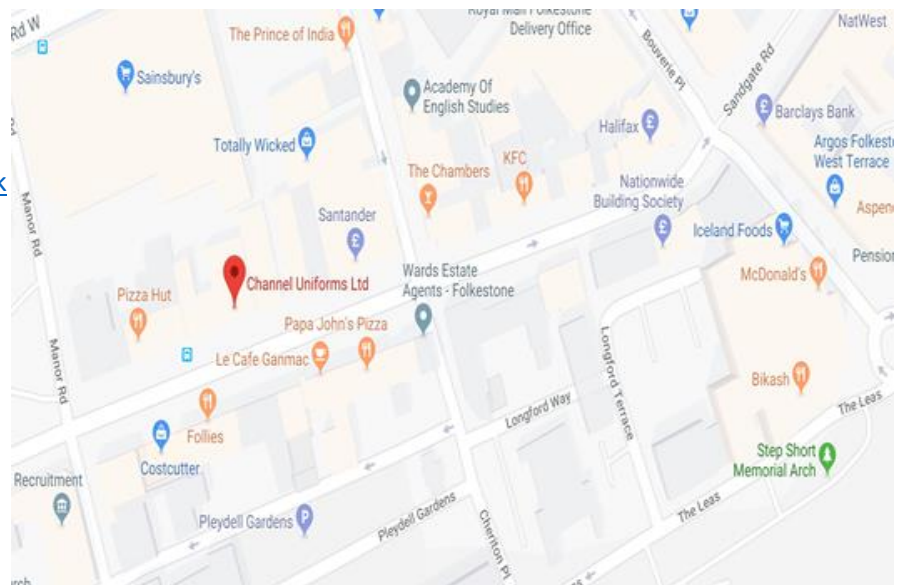 Rd W
The Prince of India
Royal Mail Folkestone
Delivery Office
NatWest
Bouverie Pl
Sandgate Rd
Sainsbury's
Academy Of
English Studies
Barclays Bank
Halifax
Totally Wicked
Argos Folkest
West Terrace
The Chambers
KFC
k
Nationwide
Building Society
Manor Rd
Santander
Aspen
Iceland Foods
Pension
Wards Estate
Agents - Folkestone
McDonald's
Channel Uniforms Ltd
Pizza Hut
Papa John's Pizza
Manor Rd
Le Cafe Ganmac
Longford Terrace
Bikash
The Leas
Longford Way
Follies
Costcutter
Step Short
Memorial Arch
Recruitment
Pleydell Gardens
P
Pleydell Gardens
The Leas
Cheriton Pl